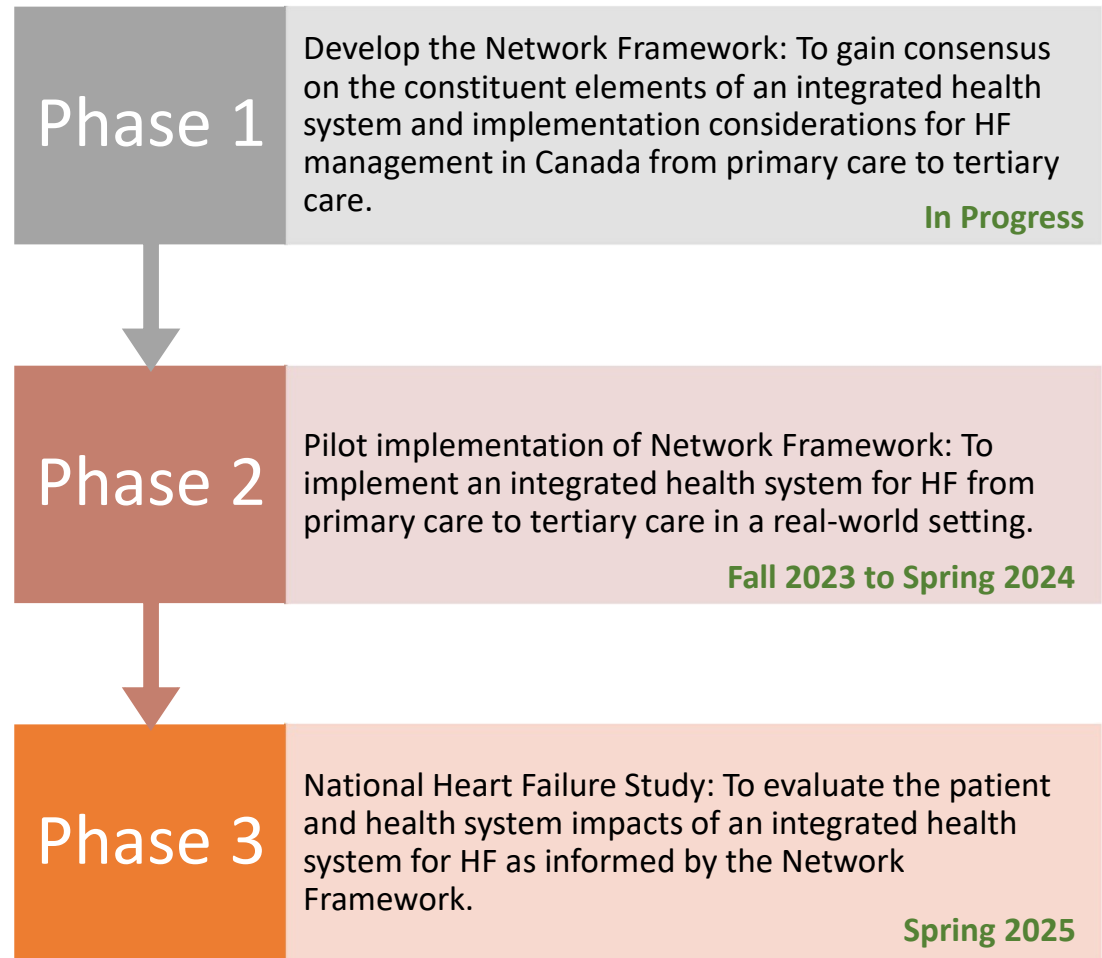 Phase 1
Develop the Network Framework: To gain consensus
on the constituent elements of an integrated health
system and implementation considerations for HF
management in Canada from primary care to tertiary
care.
In Progress
Phase 2
Pilot implementation of Network Framework: To
implement an integrated health system for HF from
primary care to tertiary care in a real-world setting.
Fall 2023 to Spring 2024
Phase 3
National Heart Failure Study: To evaluate the patient
and health system impacts of an integrated health
system for HF as informed by the Network
Framework.
Spring 2025